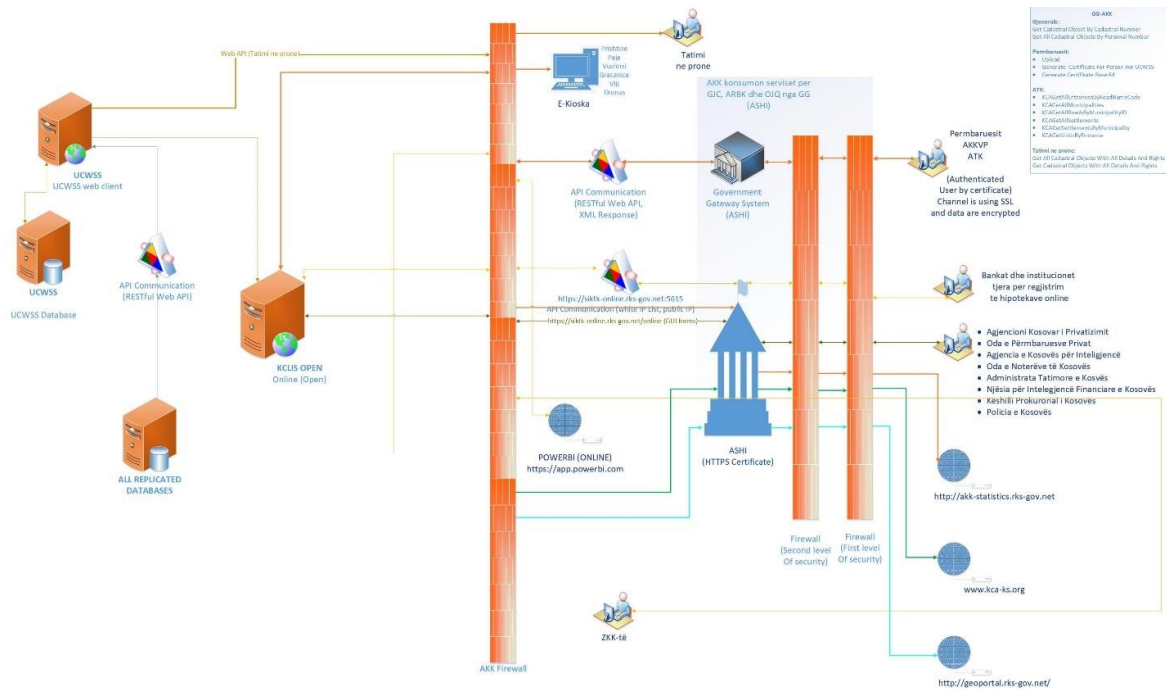 Web API (Tatimi ne prone)
Prishtine
Peje
Vushtrri
Gracanice
Viti
Drenas
E-Kioska
Tatimi
ne prone
GG-AKK
Gjenerale:
Get Cadastral Object By Cadastral Number
Get All Cadastral Objects By Personal Number
Permbaruesit:
• Upload
• Generate Certificate For Person For UCWSS
• Generate Certificate Base64
ATK:
• KCAGetAllEntrancesByRoadNameCode
• KCAGetAllMunicipalities
• KCAGetAllRoadsByMunicipalityID
• KCAGetAllSettlements
• KCAGetSettlementsByMunicipality
• KCAGetUnitsByEntrance
Tatimi ne prone:
Get All Cadastral Objects With All Details And Rights
Get Cadastral Objects With All Details And Rights
AKK konsumon serviset per
GJC, ARBK dhe OJQ nga GG
(ASHI)
UCWSS
UCWSS web client
API Communication
(RESTful Web API,
XML Response)
Government
Gateway System
(ASHI)
Permbaruesit
AKKVP
ATK
(Authenticated
User by certificate)
Channel is using SSL
and data are encrypted
UCWSS
UCWSS Database
API Communication
(RESTful Web API)
https://siktk-online.rks-gov.net:5615
API Communication (white IP List, public IP)
https://siktk-online.rks-gov.net/online (GUI forms)
Bankat dhe institucionet
tjera per regjistrim
te hipotekave online
KCLIS OPEN
Online (Open)
• Agjencioni Kosovar i Privatizimit
• Oda e Përmbaruesve Privat
• Agjencia e Kosovës për Inteligjencë
• Oda e Noterëve të Kosovës
• Administrata Tatimore e Kosvës
• Njësia për Intelegjencë Financiare e Kosovës
• Këshilli Prokuronal i Kosovës
• Policia e Kosovës
ALL REPLICATED
DATABASES
POWERBI (ONLINE)
https://app.powerbi.com
ASHI
(HTTPS Certificate)
http://akk-statistics.rks-gov.net
Firewall
(Second level
Of security)
Firewall
(First level
Of security)
www.kca-ks.org
ZKK-të
AKK Firewall
http://geoportal.rks-gov.net/